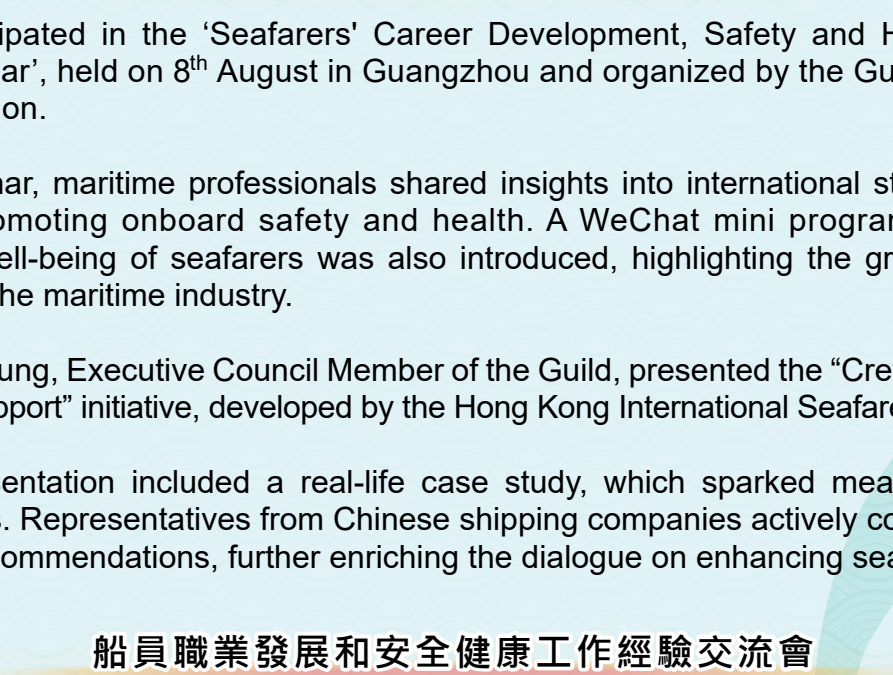 ipated in the ‘Seafarers' Career Development, Safety and H
ar’, held on 8th August in Guangzhou and organized by the Gu
on.
nar, maritime professionals shared insights into international st
omoting onboard safety and health. A WeChat mini progra
ell-being of seafarers was also introduced, highlighting the gr
he maritime industry.
ung, Executive Council Member of the Guild, presented the “Cre
pport” initiative, developed by the Hong Kong International Seafar
sentation included a real-life case study, which sparked mea
s. Representatives from Chinese shipping companies actively co
ommendations, further enriching the dialogue on enhancing sea
船員職業發展和安全健康工作經驗交流會